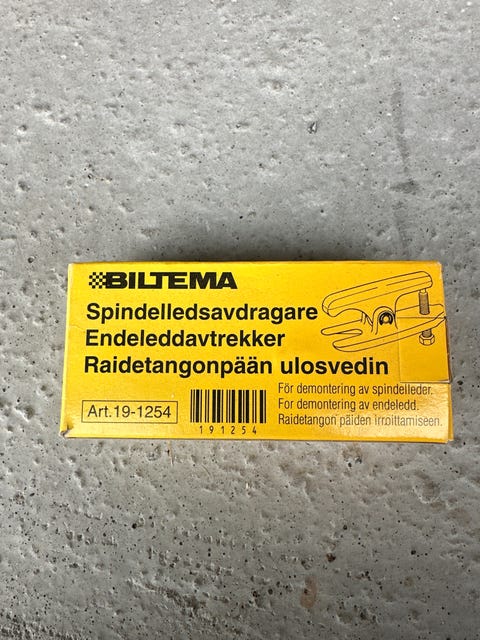 BILTEMA
Spindelledsavdragare
Endeleddavtrekker
Raidetangonpään ulosvedin
Art.19-1254
191254
För demontering av spindelleder.
For demontering av endeledd.
Raidetangon päiden irroittamiseen.